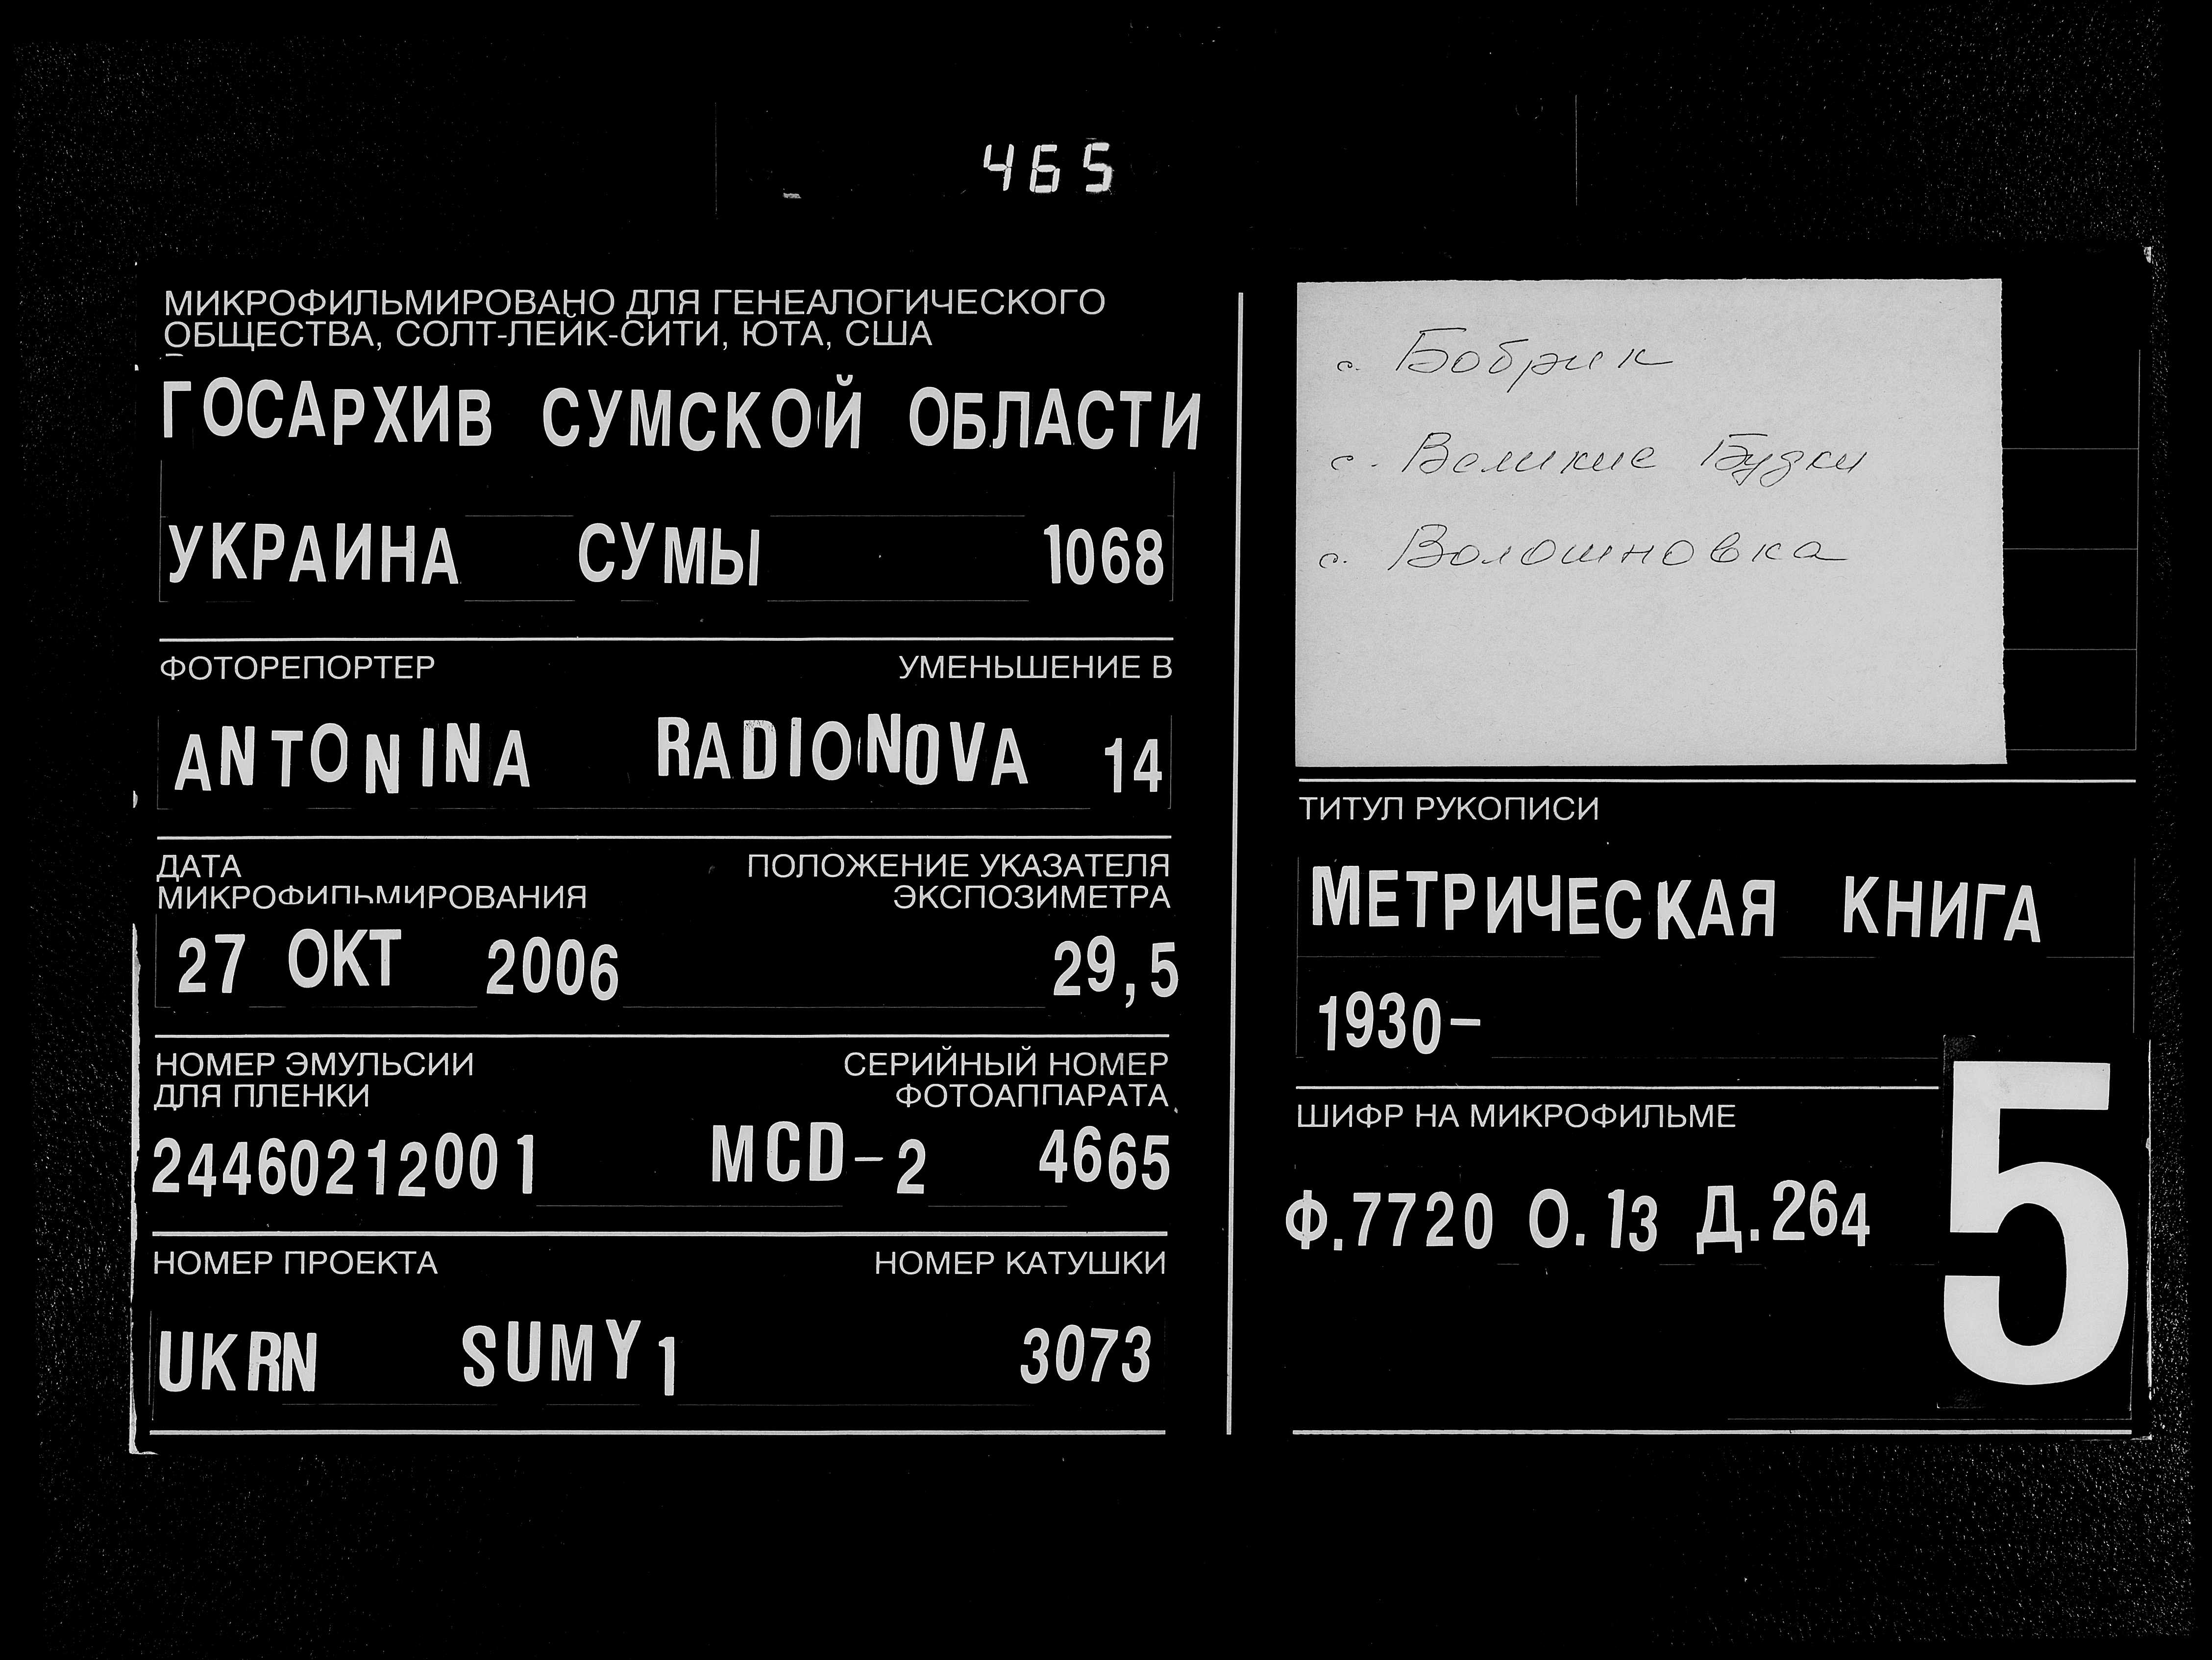 465
МИКРОФИЛЬМИРОВАНО ДЛЯ ГЕНЕАЛОГИЧЕСКОГО
ОБЩЕСТВА, СОЛТ-ЛЕЙК-СИТИ, ЮТА, США
ГОСАРХИВ СУМСКОЙ ОБЛАСТИ
УКРАИНА СУМЫ 1068
ФОТОРЕПОРТЕР УМЕНЬШЕНИЕ В
ANTONINA RADIONOVA 14
ДАТА ПОЛОЖЕНИЕ УКАЗАТЕЛЯ
МИКРОФИЛЬМИРОВАНИЯ ЭКСПОЗИМЕТРА
27 ОКТ 2006 29,5
НОМЕР ЭМУЛЬСИИ СЕРИЙНЫЙ НОМЕР
ДЛЯ ПЛЕНКИ ФОТОАППАРАТА
24460212001 MCD-2 4665
НОМЕР ПРОЕКТА НОМЕР КАТУШКИ
UKRN SUMY1 3073
с. Бобрик
с. Великие Будки
с. Волошновка
ТИТУЛ РУКОПИСИ
МЕТРИЧЕСКАЯ КНИГА
1930-
ШИФР НА МИКРОФИЛЬМЕ
Ф.7720 О.13 Д.264
5